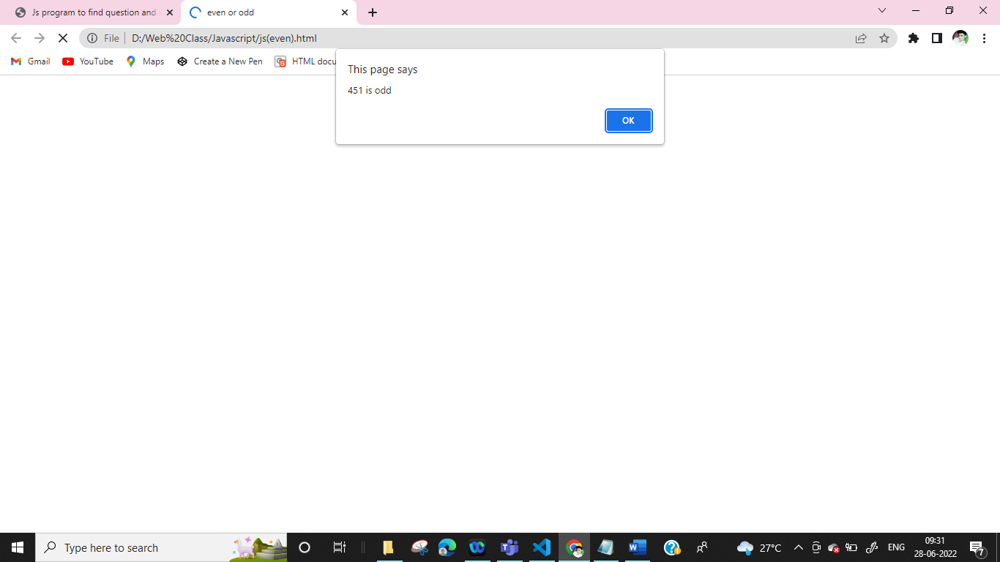 Js program to find question and
even or odd
File
D:/Web%20Class/Javascript/js(even).html
Gmail
YouTube
Maps
Create a New Pen
HTML docu
This page says
451 is odd
OK
Type here to search
27°C
ENG
09:31
28-06-2022
7